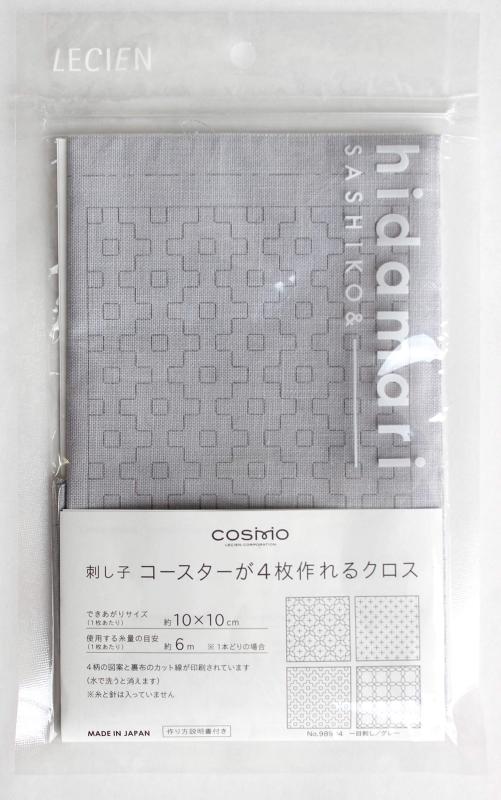 LECIEN
hidamari
SASHIKO&
COSMO
LECIEN CORPORATION
刺し子 コースターが4枚作れるクロス
できあがりサイズ
(1枚あたり) 約10×10cm
使用する糸量の目安
(1枚あたり) 約6m ※1本どりの場合
4柄の図案と裏布のカット線が印刷されています
(水で洗うと消えます)
※糸と針は入っていません
MADE IN JAPAN 作り方説明書付き
一目刺し/グレー